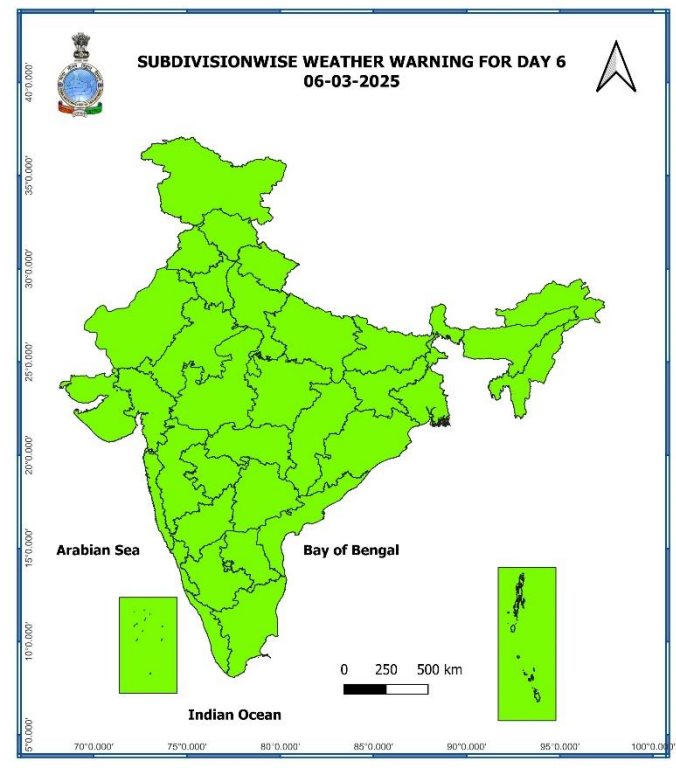 SUBDIVISIONWISE WEATHER WARNING FOR DAY 6
06-03-2025
40°0.000'
35°0.000'
30°0.000'
25°0.000'
20°0.000'
15°0.000'
10°0.000'
5°0.000'
Arabian Sea
Bay of Bengal
0 250 500 km
Indian Ocean
70°0.000' 75°0.000' 80°0.000' 85°0.000' 90°0.000' 95°0.000' 100°0.000'